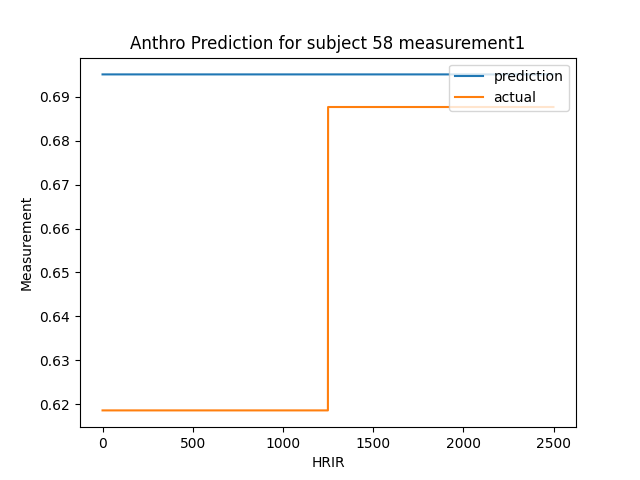 Anthro Prediction for subject 58 measurement1
prediction
actual
0.69
0.68
0.67
0.66
0.65
0.64
0.63
0.62
Measurement
0
500
1000
1500
2000
2500
HRIR